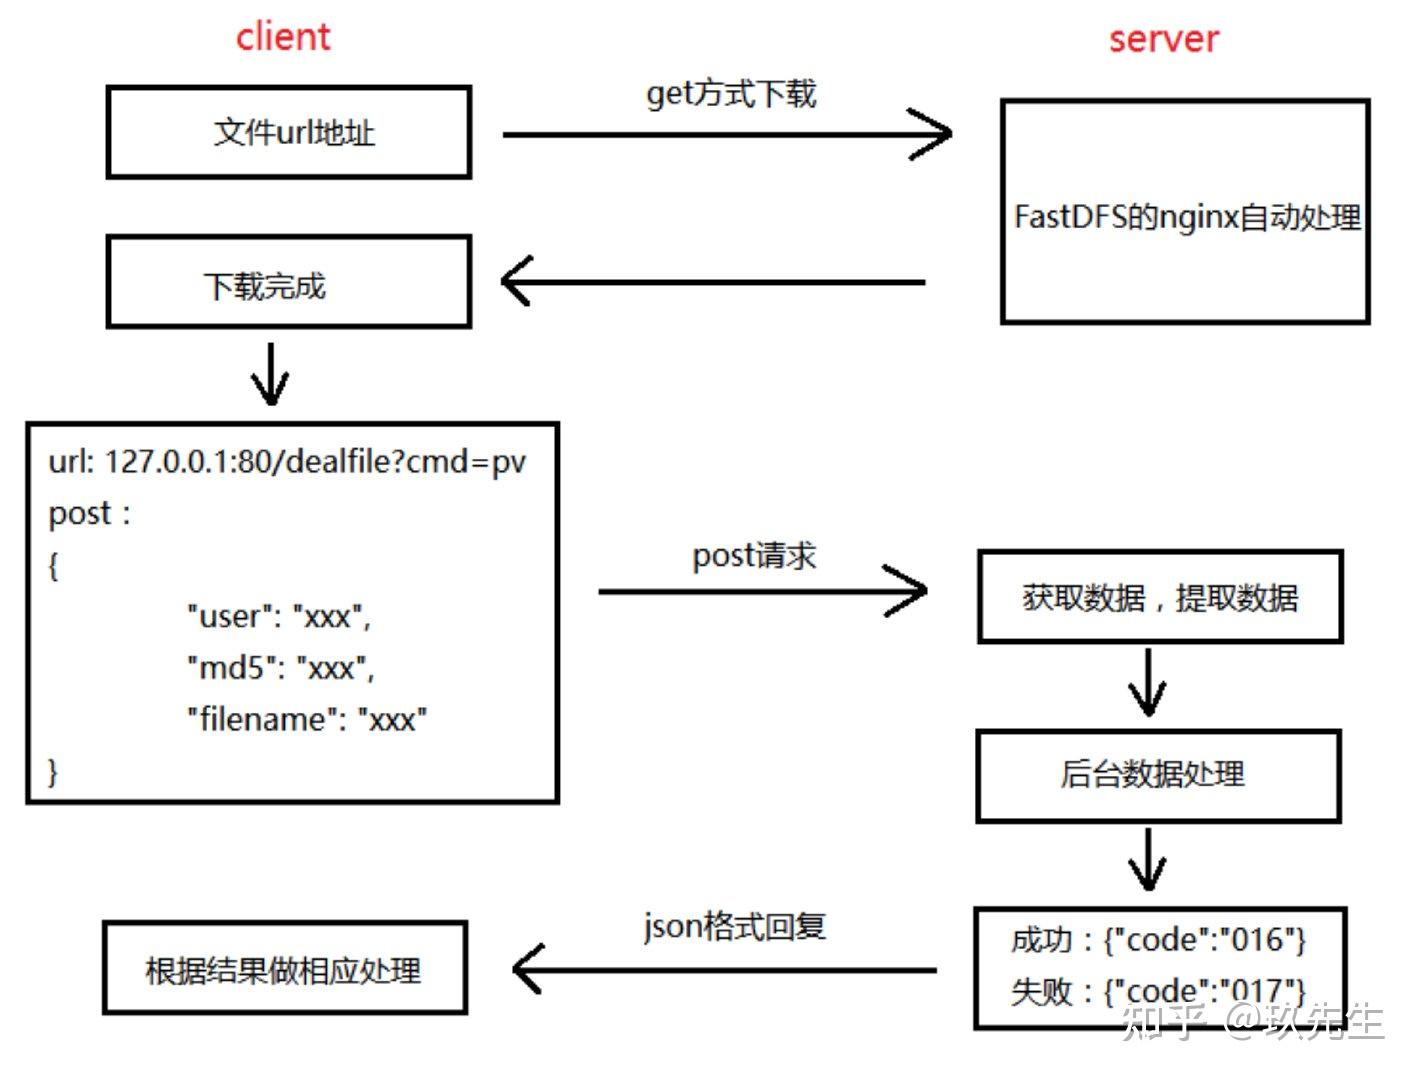 client
server
文件url地址
get方式下载
FastDFS的nginx自动处理
下载完成
url: 127.0.0.1:80/dealfile?cmd=pv
post：
{
"user": "xxx",
"md5": "xxx",
"filename": "xxx"
}
post请求
获取数据，提取数据
后台数据处理
成功：{"code":"016"}
失败：{"code":"017"}
json格式回复
根据结果做相应处理
知乎 @玖先生